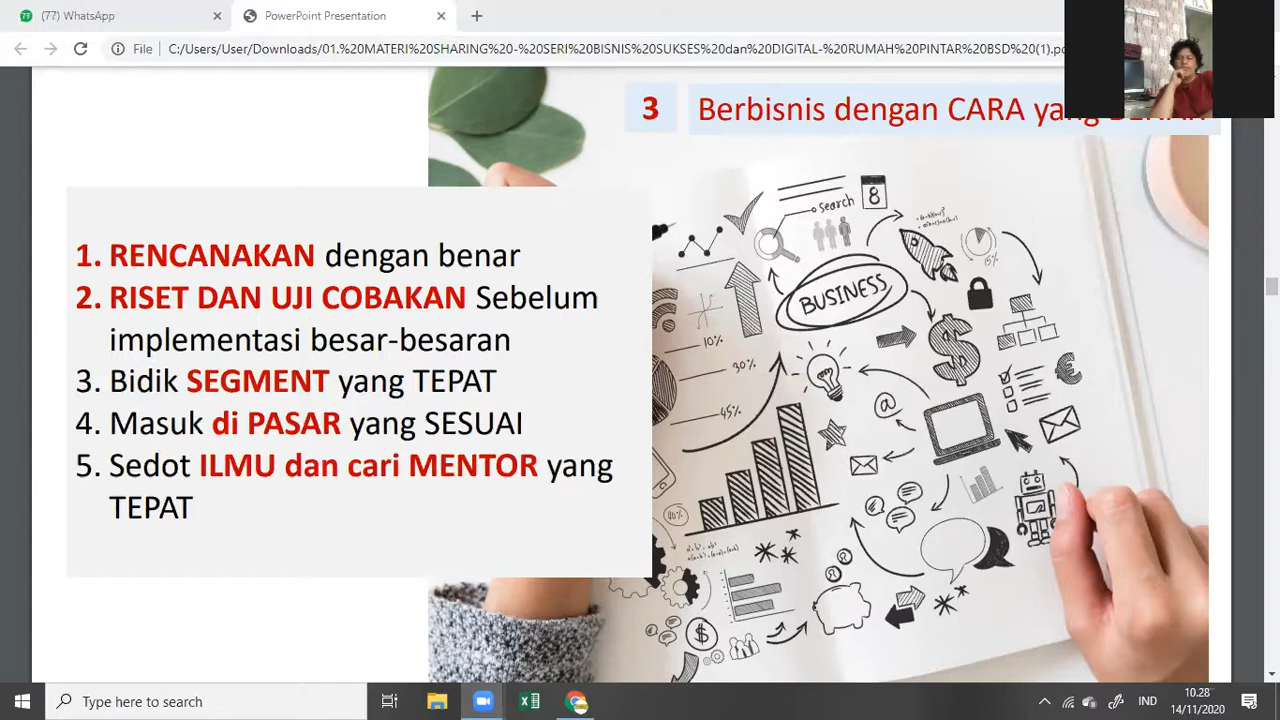 (77) WhatsApp
PowerPoint Presentation
File
C:/Users/User/Downloads/01.%20MATERI%20SHARING%20-%20SERI%20BISNIS%20SUKSES%20dan%20DIGITAL-%20RUMAH%20PINTAR%20BSD%20(1).p
3
Berbisnis dengan CARA yang
1. RENCANAKAN dengan benar
2. RISET DAN UJI COBAKAN Sebelum
implementasi besar-besaran
3. Bidik SEGMENT yang TEPAT
4. Masuk di PASAR yang SESUAI
5. Sedot ILMU dan cari MENTOR yang
TEPAT
search
8
BUSINESS
15%
10%
30%
45%
@
$
€
$
Type here to search
IND
10.28
14/11/2020